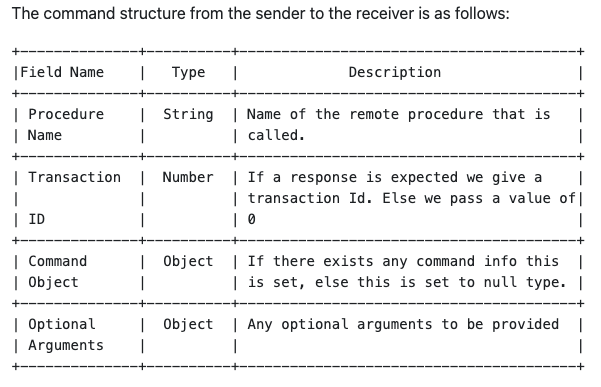 The command structure from the sender to the receiver is as follows:
+--------------+----------+----------------------------------------+
|Field Name    |   Type   |             Description                |
+--------------+----------+----------------------------------------+
| Procedure    |  String  | Name of the remote procedure that is   |
| Name         |          | called.                                |
+--------------+----------+----------------------------------------+
| Transaction  |  Number  | If a response is expected we give a    |
|              |          | transaction Id. Else we pass a value of|
| ID           |          | 0                                      |
+--------------+----------+----------------------------------------+
| Command      |  Object  | If there exists any command info this  |
| Object       |          | is set, else this is set to null type. |
+--------------+----------+----------------------------------------+
| Optional     |  Object  | Any optional arguments to be provided  |
| Arguments    |          |                                        |
+--------------+----------+----------------------------------------+